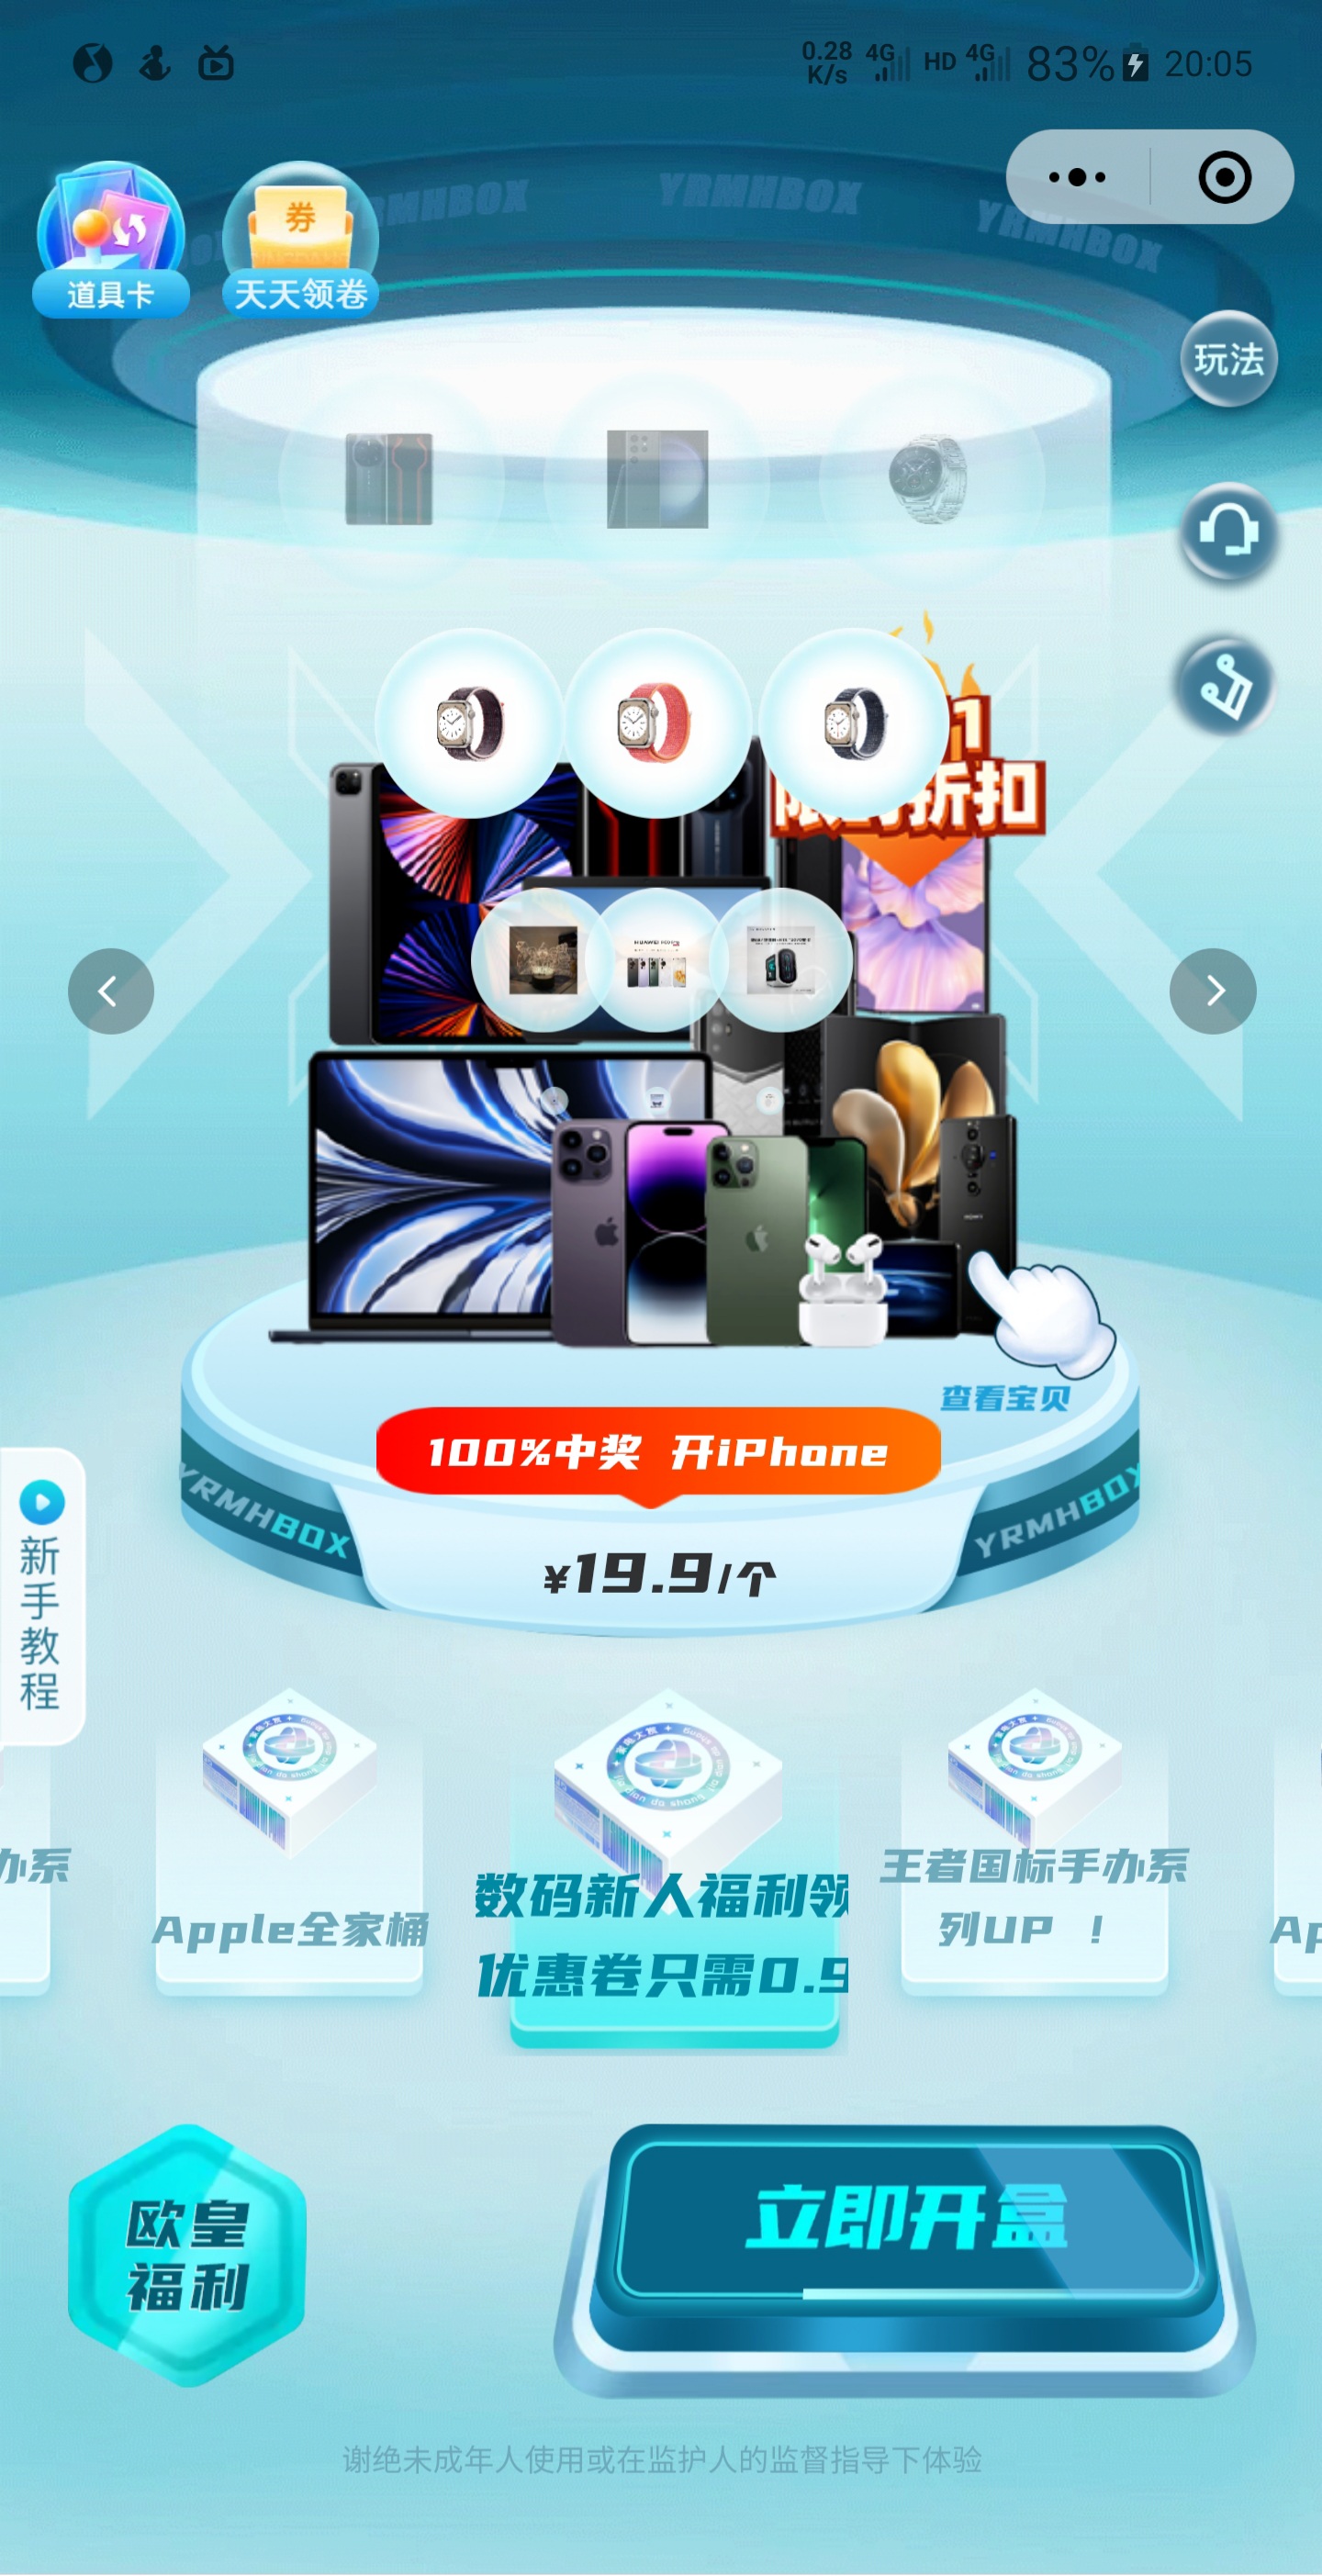 0.28
K/s
4G
HD
4G
83%
20:05
YRMHBOX
YRMHBOX
券
道具卡
天天领卷
玩法
折扣
查看宝贝
100%中奖 开iPhone
YRMHBOX
YRMHBOX
¥19.9/个
新手教程
办系
Apple全家桶
数码新人福利领
优惠卷只需0.9
王者国标手办系
列UP !
Ap
欧皇
福利
立即开盒
谢绝未成年人使用或在监护人的监督指导下体验